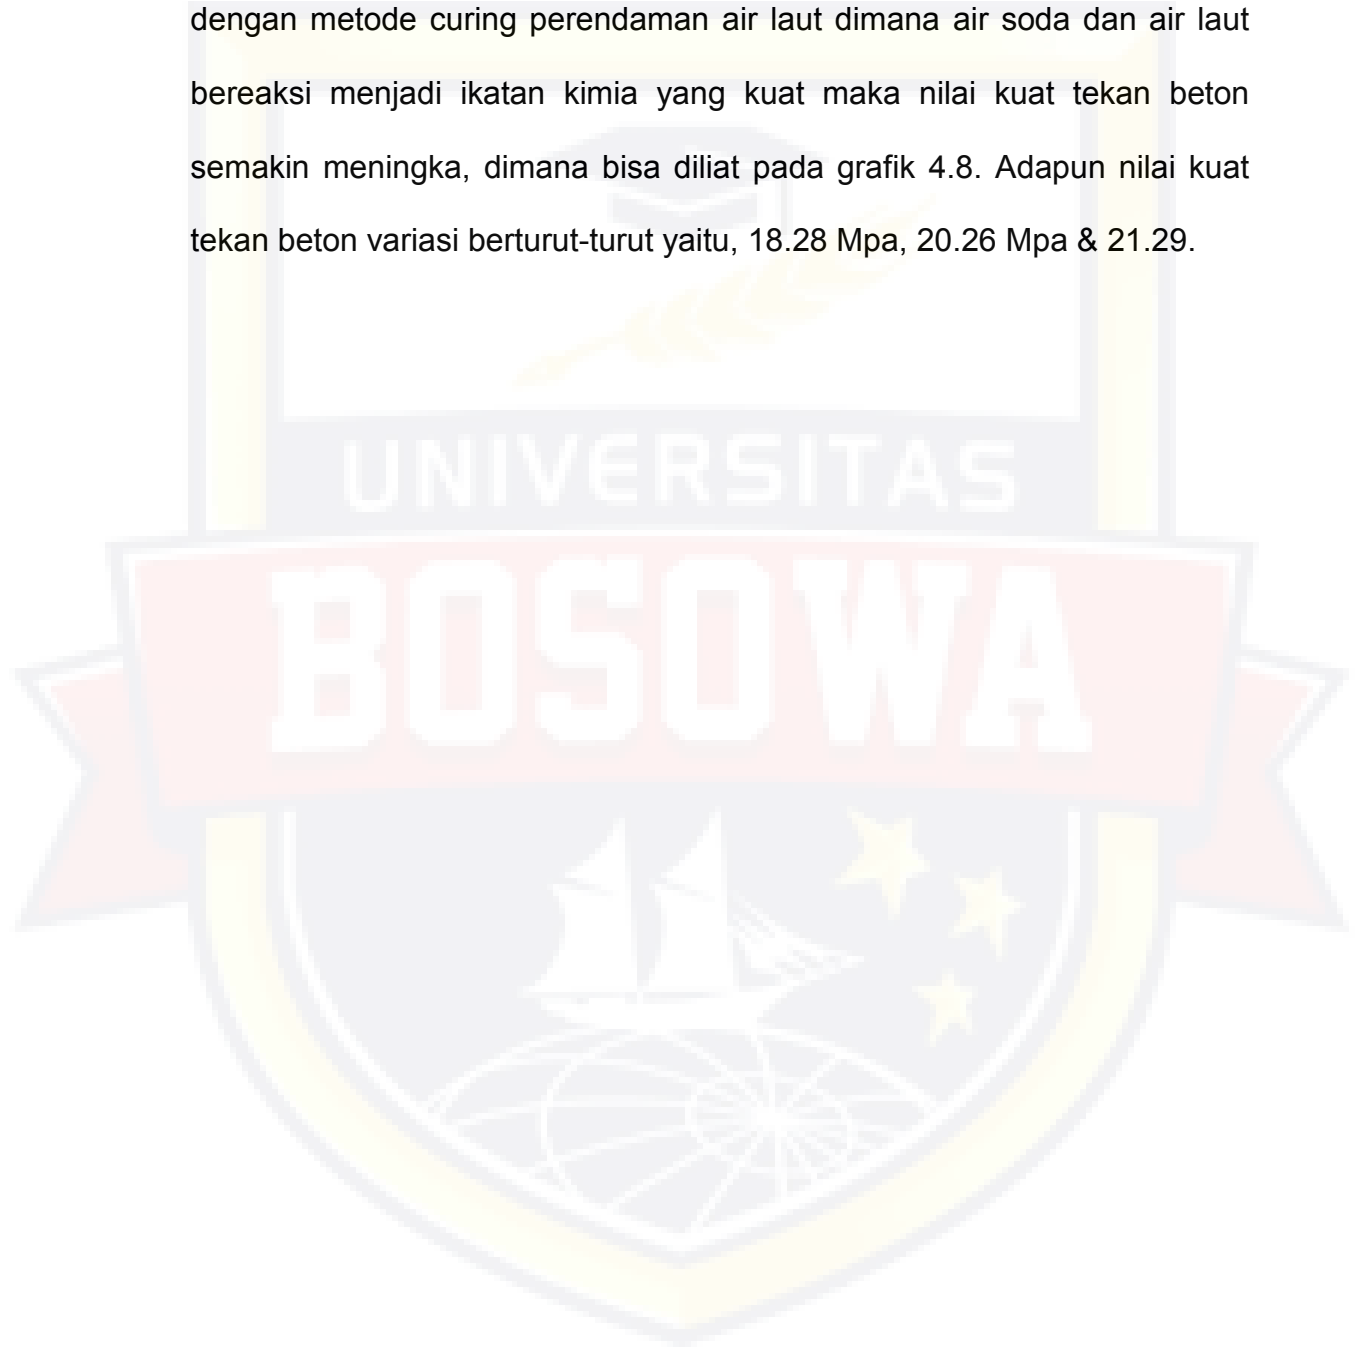 dengan metode curing perendaman air laut dimana air soda dan air laut
bereaksi menjadi ikatan kimia yang kuat maka nilai kuat tekan beton
semakin meningka, dimana bisa diliat pada grafik 4.8. Adapun nilai kuat
tekan beton variasi berturut-turut yaitu, 18.28 Mpa, 20.26 Mpa & 21.29.
UNIVERSITAS
BOSOWA